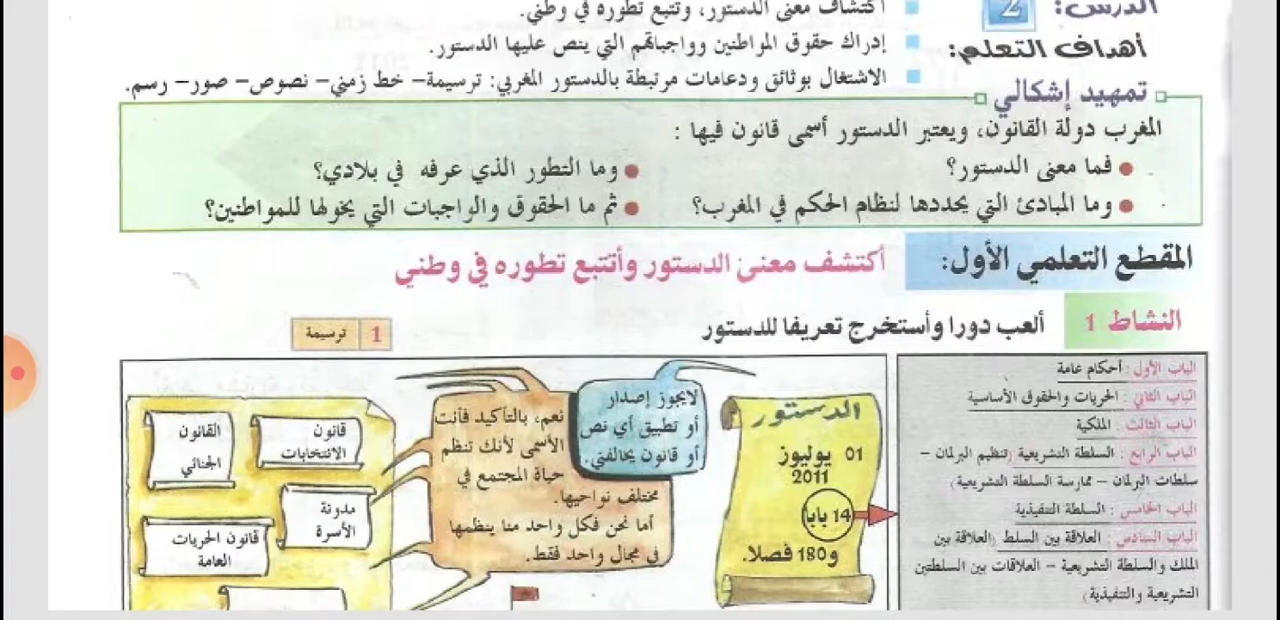 الدرس: 2
أهداف التعلم:
اكتشاف معنى الدستور، وتتبع تطوره في وطني.
إدراك حقوق المواطنين وواجباتهم التي ينص عليها الدستور.
الاشتغال بوثائق ودعامات مرتبطة بالدستور المغربي: ترسيمة– خط زمني– نصوص– صور– رسم.
تمهيد إشكالي
المغرب دولة القانون، ويعتبر الدستور أسمى قانون فيها :
● فما معنى الدستور؟
● وما التطور الذي عرفه في بلادي؟
● وما المبادئ التي يحددها لنظام الحكم في المغرب؟
● ثم ما الحقوق والواجبات التي يخولها للمواطنين؟
المقطع التعلمي الأول: أكتشف معنى الدستور وأتتبع تطوره في وطني
النشاط 1 ألعب دورا وأستخرج تعريفا للدستور
1 ترسيمة
الباب الأول : أحكام عامة
الباب الثاني : الحريات والحقوق الأساسية
الباب الثالث : الملكية
الباب الرابع : السلطة التشريعية (تنظيم البرلمان –
سلطات البرلمان – ممارسة السلطة التشريعية)
الباب الخامس : السلطة التنفيذية
الباب السادس : العلاقة بين السلط (العلاقة بين
الملك والسلطة التشريعية – العلاقات بين السلطتين
التشريعية والتنفيذية)
الدستور
01 يوليوز
2011
14 بابا
و180 فصلا.
لايجوز إصدار
أو تطبيق أي نص
أو قانون يخالفني.
نعم، بالتأكيد فأنت
الأسمى لأنك تنظم
حياة المجتمع في
مختلف نواحيها.
أما نحن فكل واحد منا ينظمها
في مجال واحد فقط.
قانون
الانتخابات
القانون
الجنائي
مدونة
الأسرة
قانون الحريات
العامة